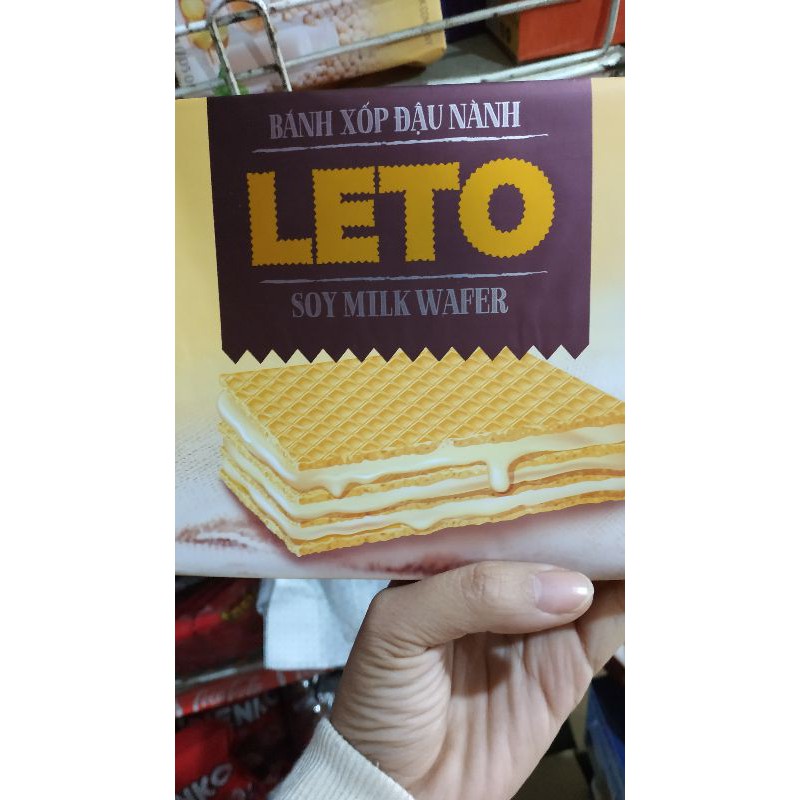 BÁNH XỐP ĐẬU NÀNH
LETO
SOY MILK WAFER